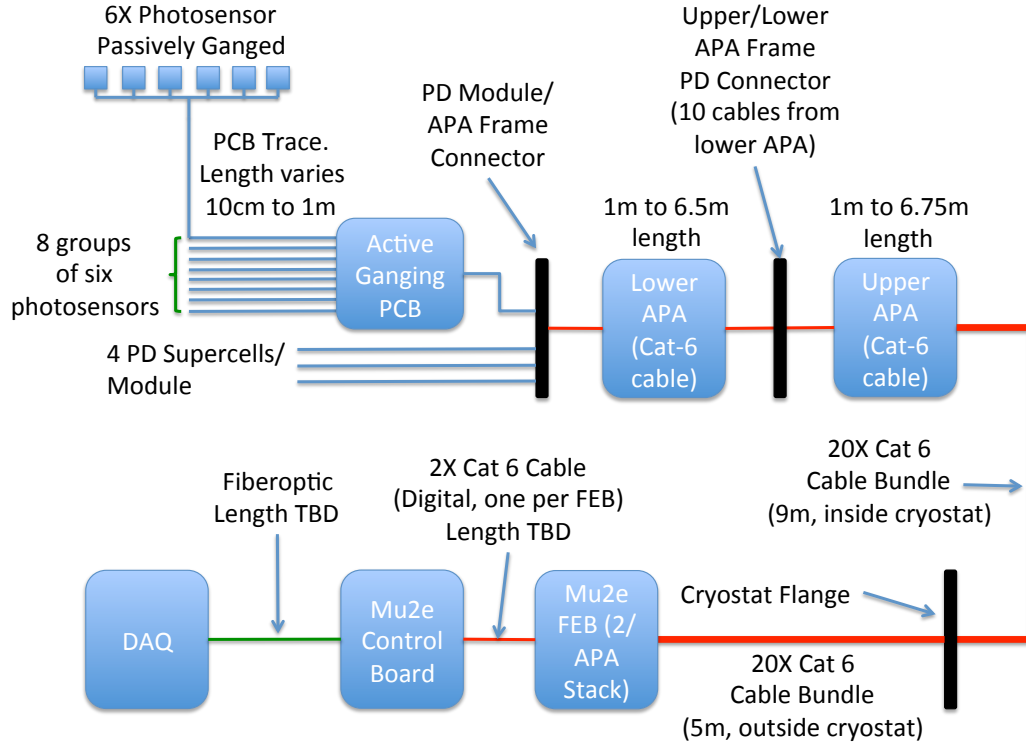 6X Photosensor
Passively Ganged
Upper/Lower
APA Frame
PD Connector
(10 cables from
lower APA)
PD Module/
APA Frame
Connector
PCB Trace.
Length varies
10cm to 1m
8 groups
of six
photosensors
Active
Ganging
PCB
1m to 6.5m
length
1m to 6.75m
length
Lower
APA
(Cat-6
cable)
Upper
APA
(Cat-6
cable)
4 PD Supercells/
Module
20X Cat 6
Cable Bundle
(9m, inside cryostat)
Fiberoptic
Length TBD
2X Cat 6 Cable
(Digital, one per FEB)
Length TBD
DAQ
Mu2e
Control
Board
Mu2e
FEB (2/
APA
Stack)
Cryostat Flange
20X Cat 6
Cable Bundle
(5m, outside cryostat)